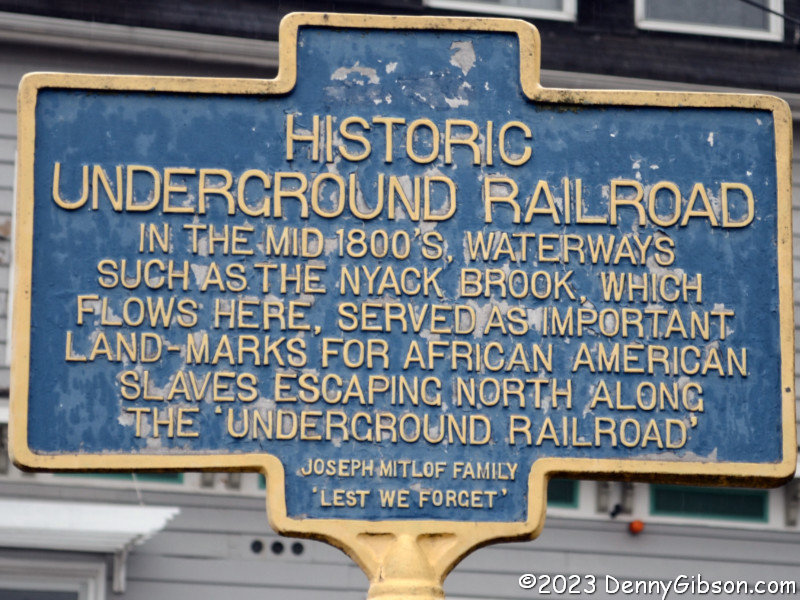 HISTORIC
UNDERGROUND RAILROAD
IN THE MID 1800'S, WATERWAYS
SUCH AS THE NYACK BROOK, WHICH
FLOWS HERE, SERVED AS IMPORTANT
LAND-MARKS FOR AFRICAN AMERICAN
SLAVES ESCAPING NORTH ALONG
THE 'UNDERGROUND RAILROAD'
JOSEPH MITLOF FAMILY
'LEST WE FORGET'
©2023 DennyGibson.com